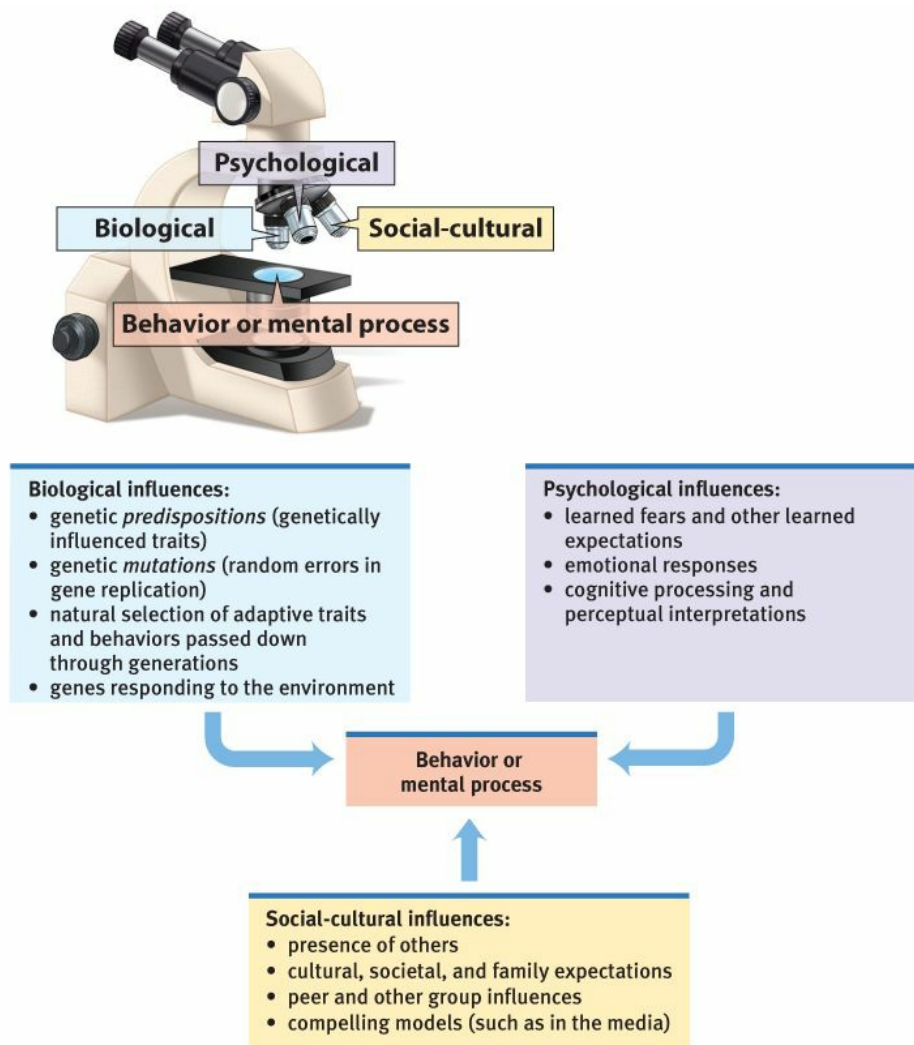 Psychological
Biological
Social-cultural
Behavior or mental process
Biological influences:
• genetic predispositions (genetically
influenced traits)
• genetic mutations (random errors in
gene replication)
• natural selection of adaptive traits
and behaviors passed down
through generations
• genes responding to the environment
Psychological influences:
• learned fears and other learned
expectations
• emotional responses
• cognitive processing and
perceptual interpretations
Behavior or
mental process
Social-cultural influences:
• presence of others
• cultural, societal, and family expectations
• peer and other group influences
• compelling models (such as in the media)